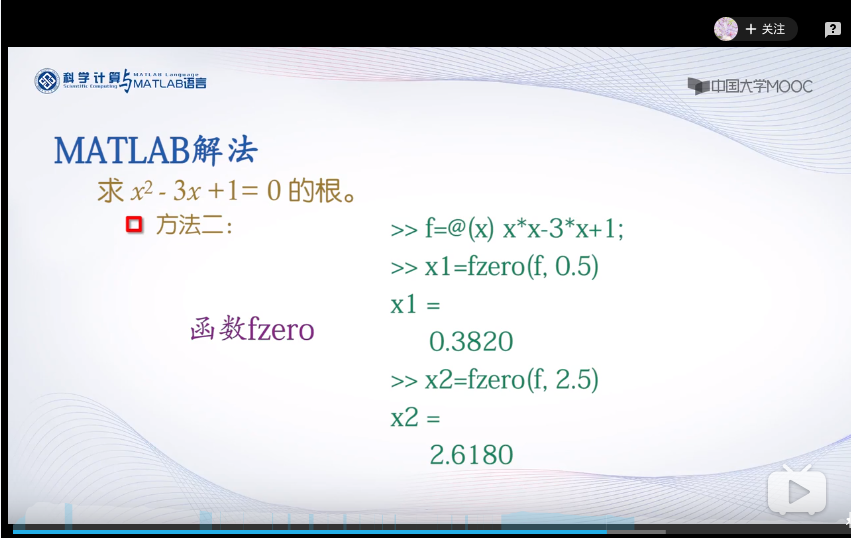 + 关注
?
科学计算与MATLAB语言
MATLAB Language
Scientific Computing
中国大学MOOC
MATLAB解法
求 x² - 3x +1= 0 的根。
方法二：
>> f=@(x) x*x-3*x+1;
>> x1=fzero(f, 0.5)
x1 =
0.3820
函数fzero
>> x2=fzero(f, 2.5)
x2 =
2.6180